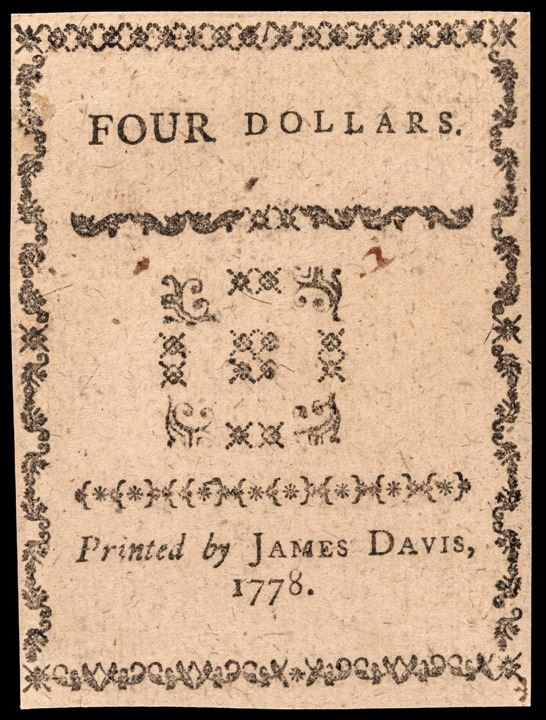 FOUR DOLLARS.
Printed by JAMES DAVIS,
1778.